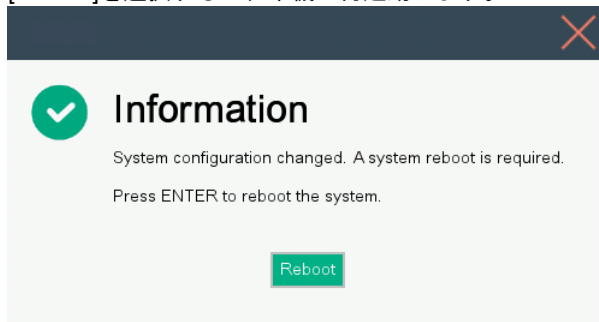 Information
System configuration changed. A system reboot is required.
Press ENTER to reboot the system.
Reboot